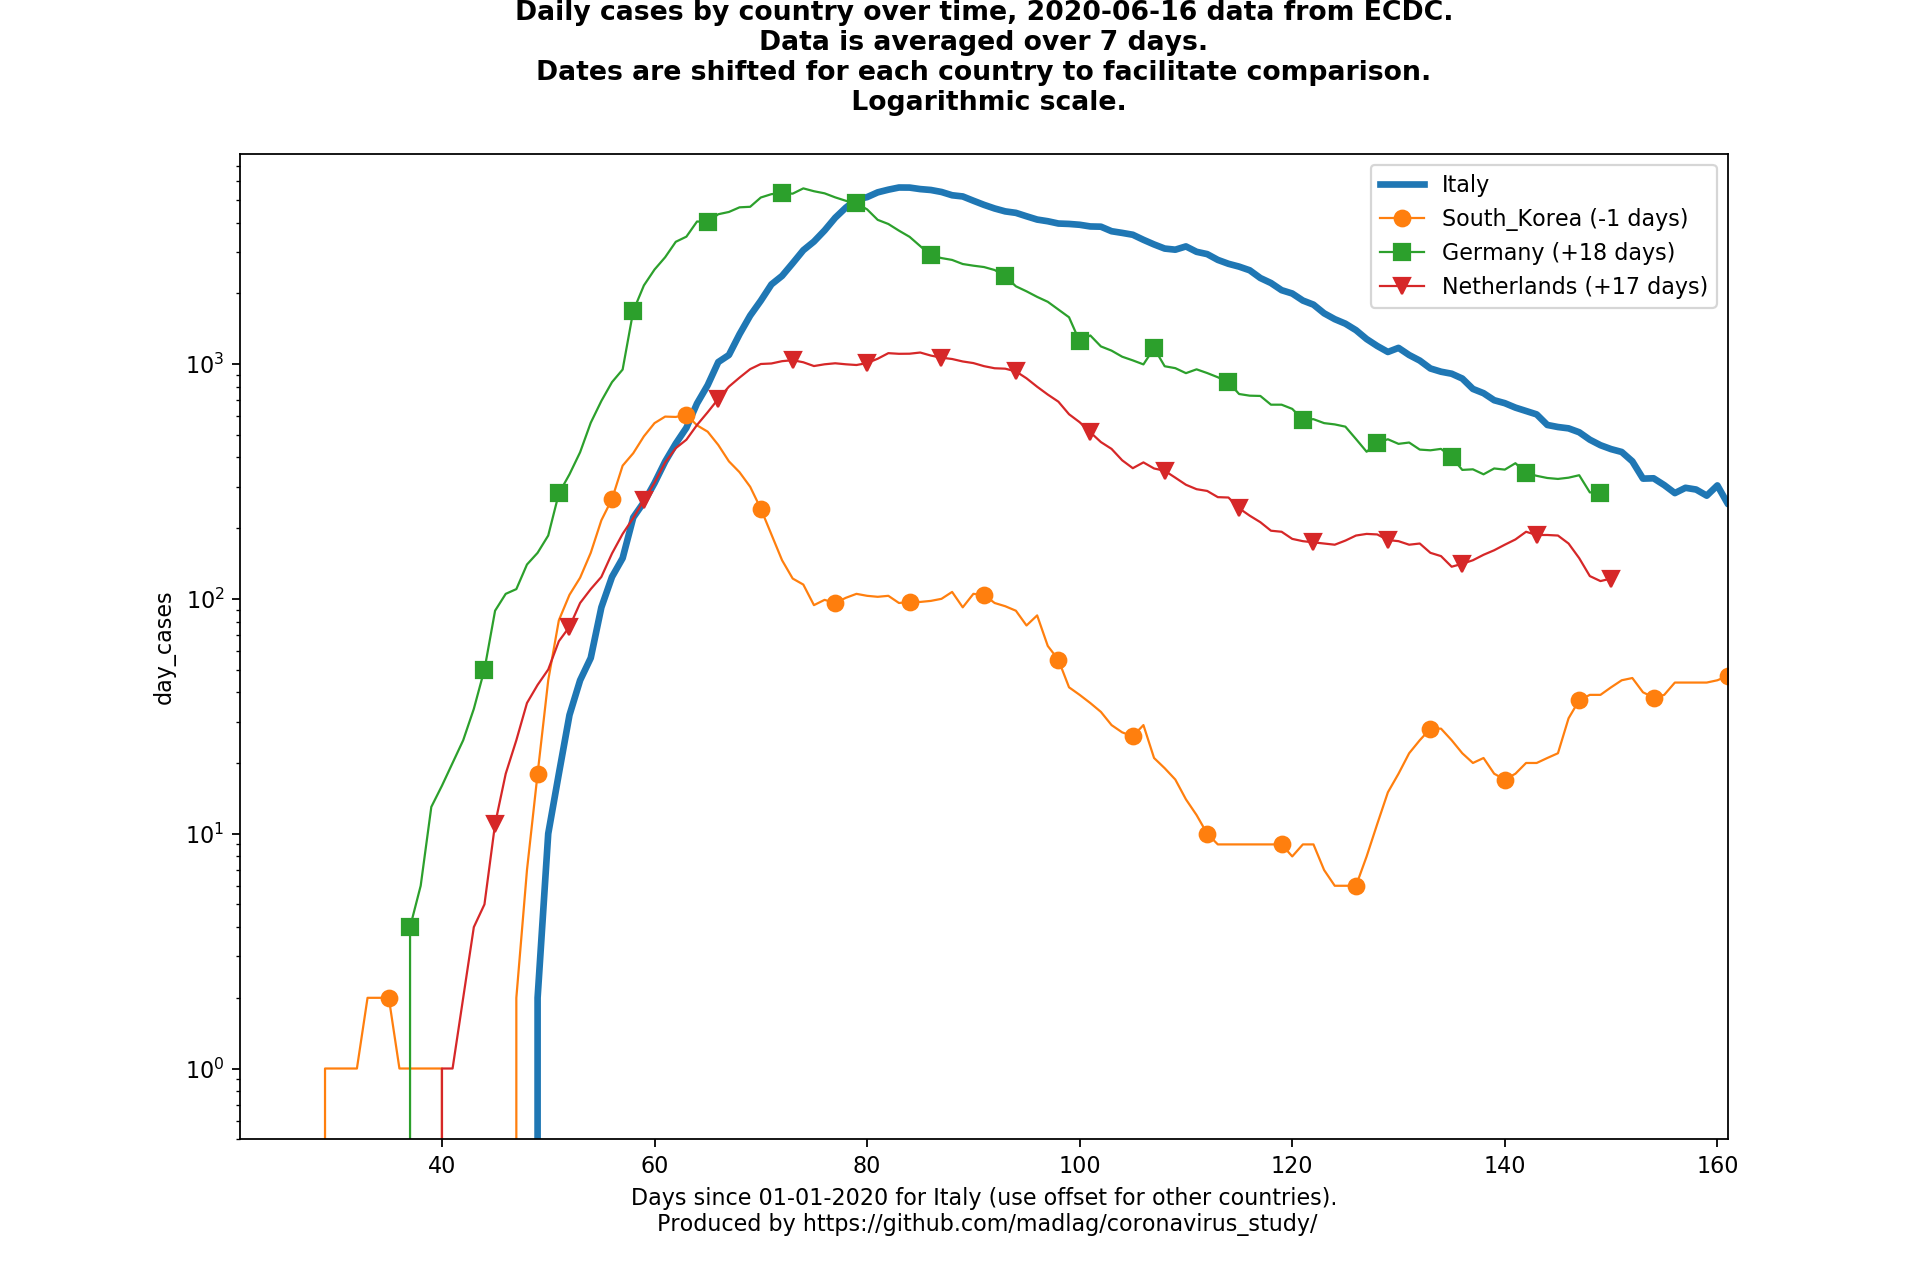 Daily cases by country over time, 2020-06-16 data from ECDC.
Data is averaged over 7 days.
Dates are shifted for each country to facilitate comparison.
Logarithmic scale.
Italy
South_Korea (-1 days)
Germany (+18 days)
Netherlands (+17 days)
day_cases
10³
10²
10¹
10⁰
40 60 80 100 120 140 160
Days since 01-01-2020 for Italy (use offset for other countries).
Produced by https://github.com/madlag/coronavirus_study/